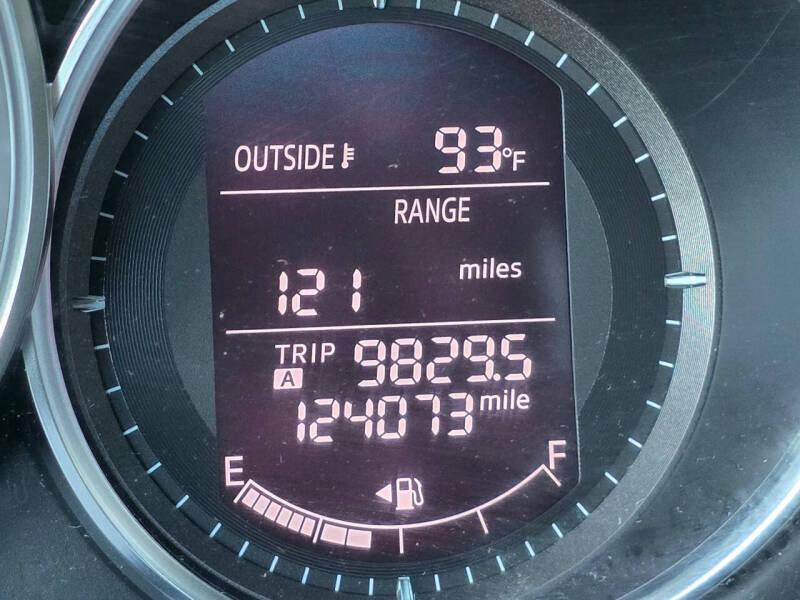 OUTSIDE 93°F
RANGE
121 miles
TRIP A 9829.5
124073 mile
E F